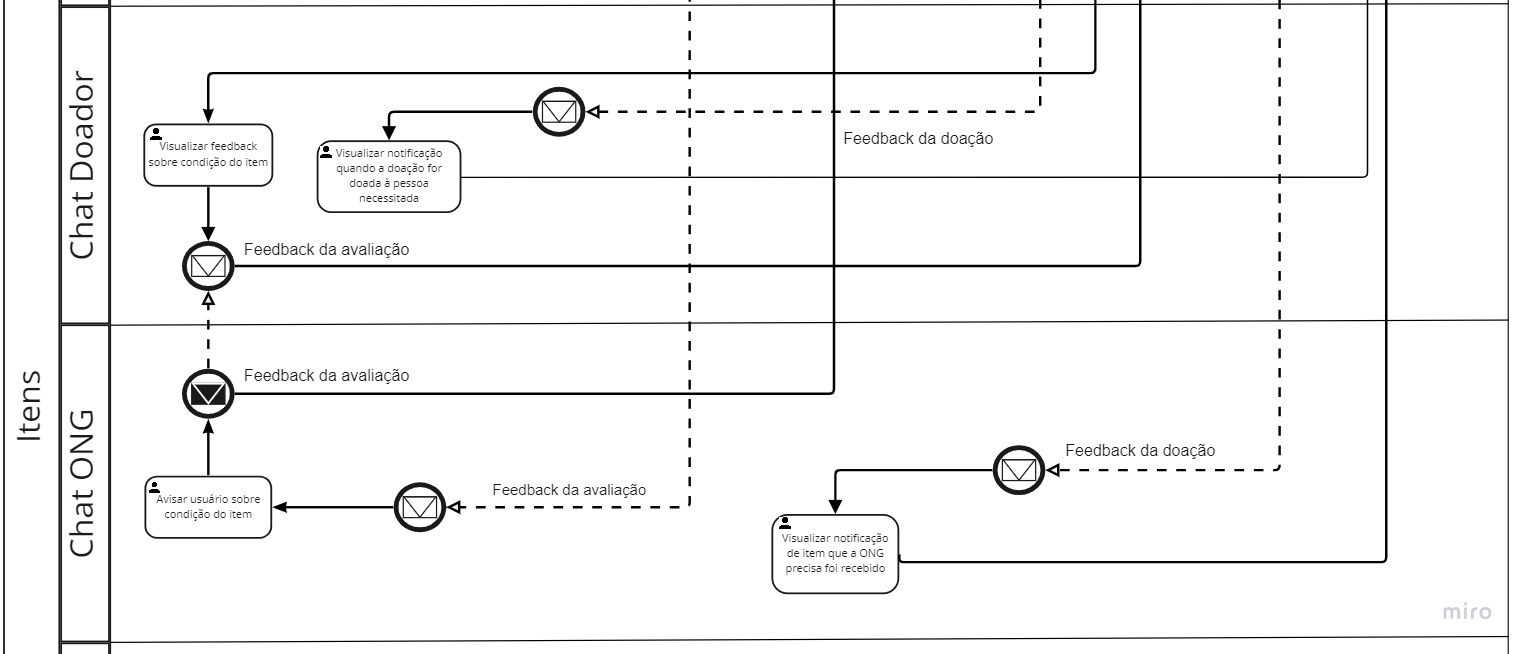 Itens
Chat Doador
Visualizar feedback
sobre condição do item
Visualizar notificação
quando a doação for
doada à pessoa
necessitada
Feedback da doação
Feedback da avaliação
Chat ONG
Feedback da avaliação
Avisar usuário sobre
condição do item
Feedback da avaliação
Feedback da doação
Visualizar notificação
de item que a ONG
precisa foi recebido
miro